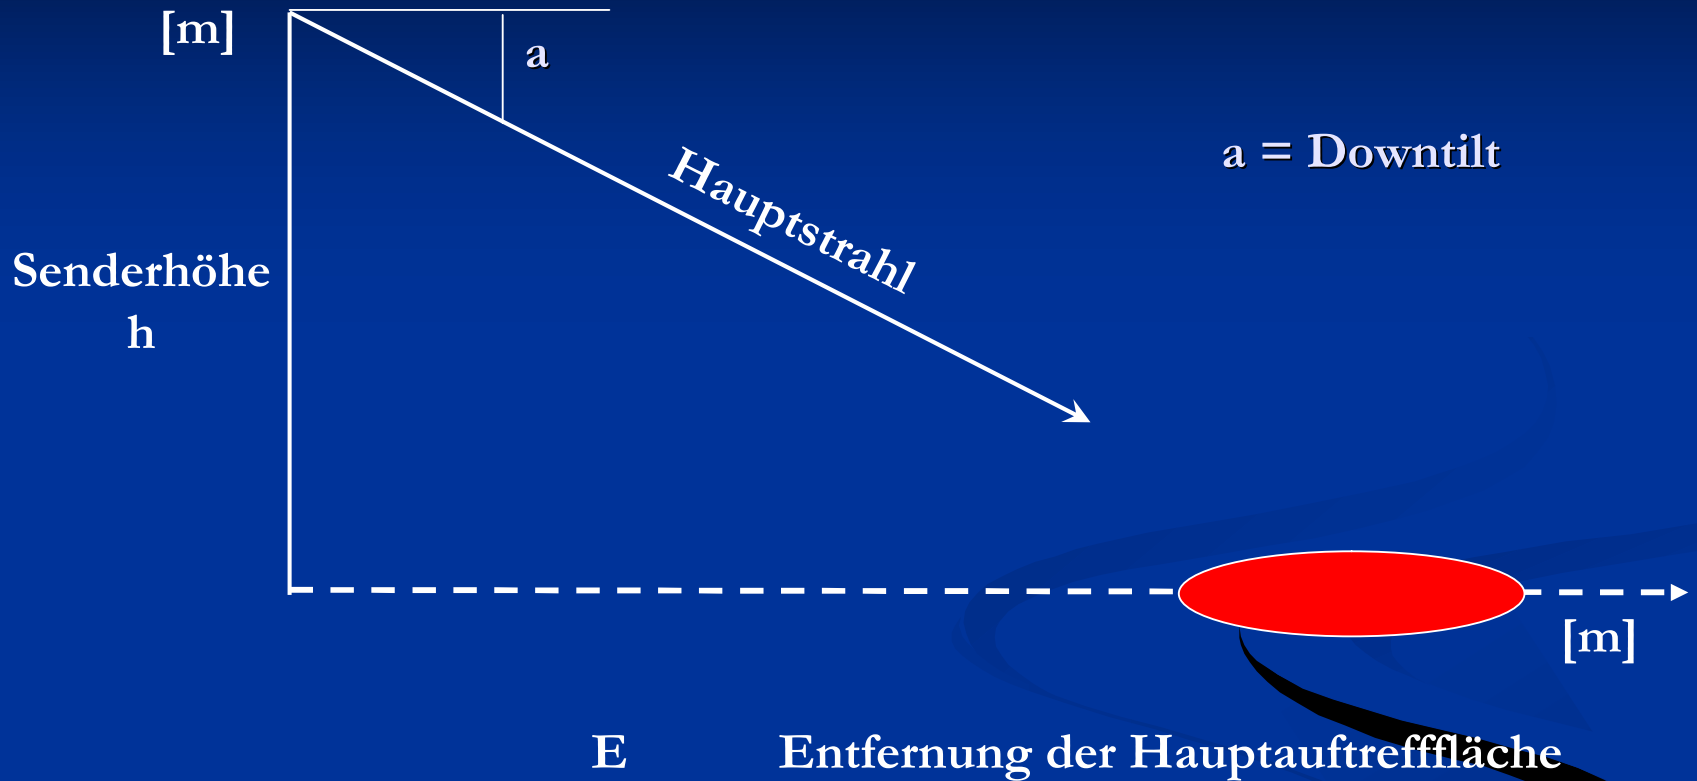 [m]
a
a = Downtilt
Hauptstrahl
Senderhöhe
h
[m]
E Entfernung der Hauptauftrefffläche